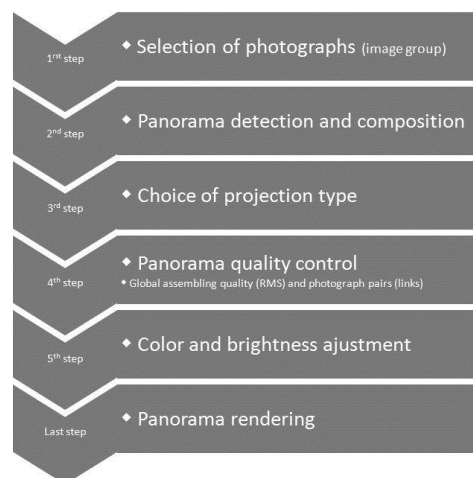 1rst step
◆ Selection of photographs (image group)
2nd step
◆ Panorama detection and composition
3rd step
◆ Choice of projection type
4th step
◆ Panorama quality control
◆ Global assembling quality (RMS) and photograph pairs (links)
5th step
◆ Color and brightness ajustment
Last step
◆ Panorama rendering